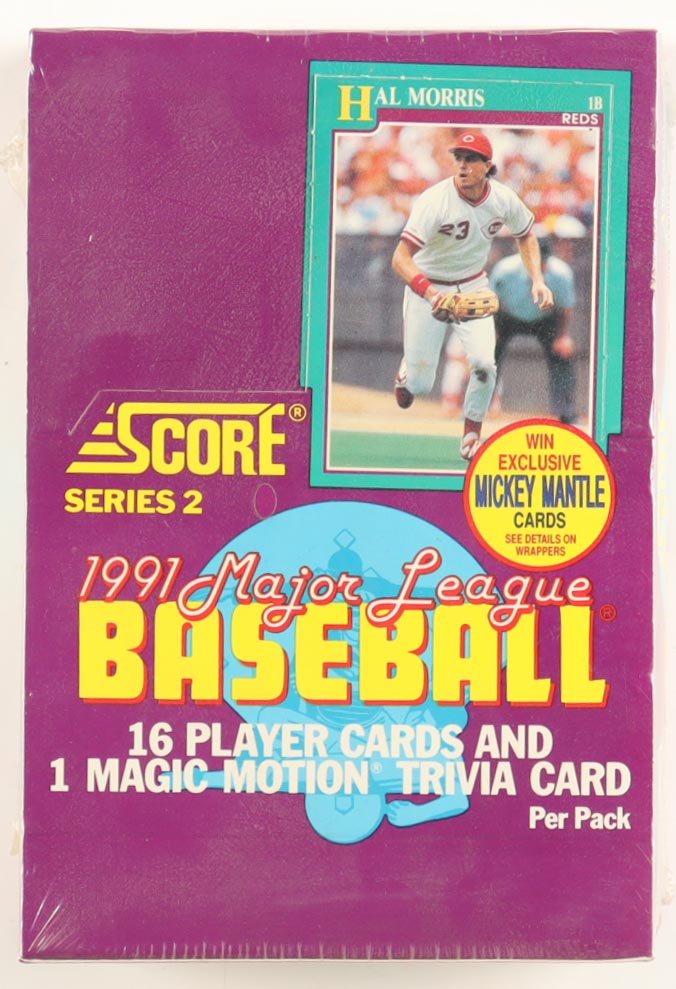 HAL MORRIS
1B
REDS
23
SCORE®
SERIES 2
WIN
EXCLUSIVE
MICKEY MANTLE
CARDS
SEE DETAILS ON
WRAPPERS
1991 Major League
BASEBALL®
16 PLAYER CARDS AND
1 MAGIC MOTION® TRIVIA CARD
Per Pack